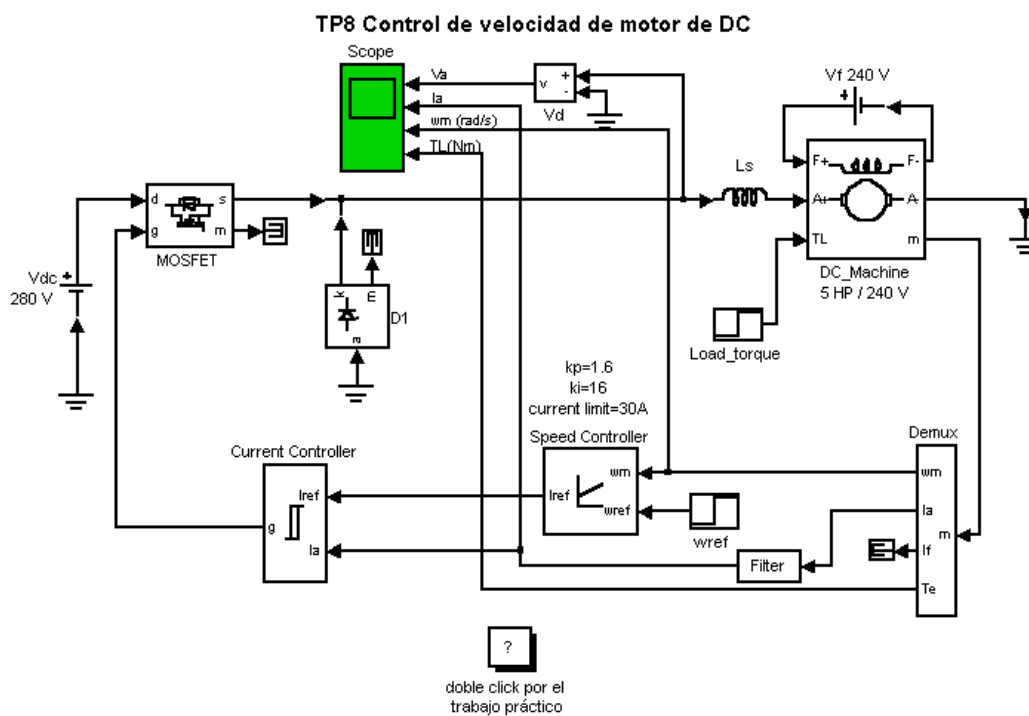 TP8 Control de velocidad de motor de DC
Scope
Va
Ia
wm (rad/s)
TL(Nm)
v
+
-
Vd
Vf 240 V
+
F+
F-
A+
A-
TL
m
DC_Machine
5 HP / 240 V
Ls
d
g
s
m
MOSFET
Vdc
+
280 V
k
m
a
D1
Load_torque
kp=1.6
ki=16
current limit=30A
Speed Controller
Iref
wm
wref
wref
Current Controller
Iref
g
Ia
Filter
Demux
wm
Ia
m
If
Te
?
doble click por el
trabajo práctico